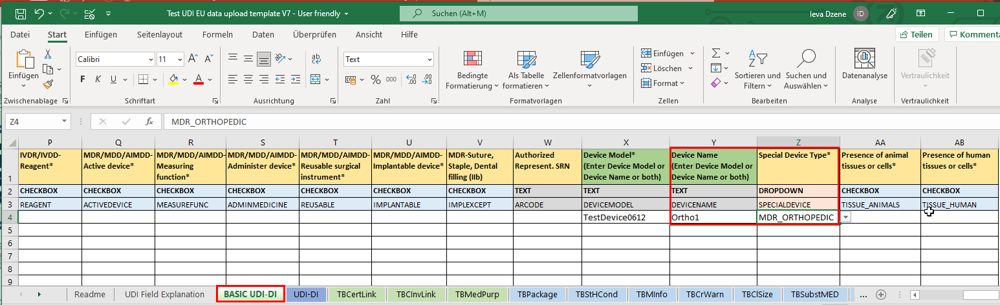 Test UDI EU data upload template V7 - User friendly
Suchen (Alt+M)
Ieva Dzene
ID
Datei Start Einfügen Seitenlayout Formeln Daten Überprüfen Ansicht Hilfe
Teilen
Kommenta
Einfügen
Calibri
11
F K U
ab
Text
% 000
Bedingte
Formatierung
Als Tabelle
formatieren
Zellenformatvorlagen
Einfügen
Löschen
Format
Sortieren und
Filtern
Suchen und
Auswählen
Datenanalyse
Vertraulichkeit
Zwischenablage Schriftart Ausrichtung Zahl Formatvorlagen Zellen Bearbeiten Analyse Vertraulichkeit
Z4
fx
MDR_ORTHOPEDIC
P Q R S T U V W X Y Z AA AB
1
IVDR/IVDD-
Reagent*
MDR/MDD/AIMDD-
Active device*
MDR/MDD/AIMDD-
Measuring
function*
MDR/MDD/AIMDD-
Administer device*
MDR/MDD/AIMDD-
Reusable surgical
instrument*
MDR/MDD/AIMDD-
Implantable device*
MDR-Suture,
Staple, Dental
filling (IIb)
Authorized
Represent. SRN
Device Model*
(Enter Device Model or
Device Name or both)
Device Name
(Enter Device Model or
Device Name or both)
Special Device Type*
Presence of animal
tissues or cells*
Presence of human
tissues or cells*
2 CHECKBOX CHECKBOX CHECKBOX CHECKBOX CHECKBOX CHECKBOX CHECKBOX TEXT TEXT TEXT DROPDOWN CHECKBOX CHECKBOX
3 REAGENT ACTIVEDEVICE MEASUREFUNC ADMINMEDICINE REUSABLE IMPLANTABLE IMPLEXCEPT ARCODE DEVICEMODEL DEVICENAME SPECIALDEVICE TISSUE_ANIMALS TISSUE_HUMAN
4 TestDevice0612 Ortho1 MDR_ORTHOPEDIC
5
6
7
8
9
Readme UDI Field Explanation BASIC UDI-DI UDI-DI TBCertLink TBCInvLink TBMedPurp TBPackage TBStHCond TBMInfo TBCrWarn TBClSize TBSubstMED ...